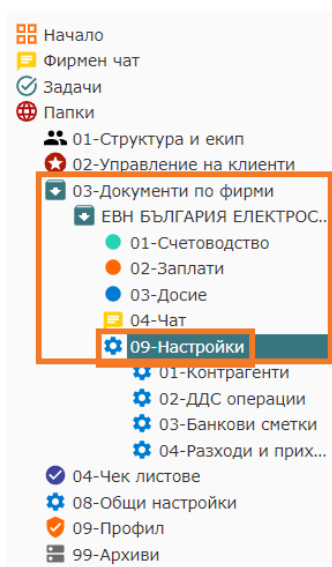 Начало
Фирмен чат
Задачи
Папки
01-Структура и екип
02-Управление на клиенти
03-Документи по фирми
ЕВН БЪЛГАРИЯ ЕЛЕКТРОС...
01-Счетоводство
02-Заплати
03-Досие
04-Чат
09-Настройки
01-Контрагенти
02-ДДС операции
03-Банкови сметки
04-Разходи и прих...
04-Чек листове
08-Общи настройки
09-Профил
99-Архиви